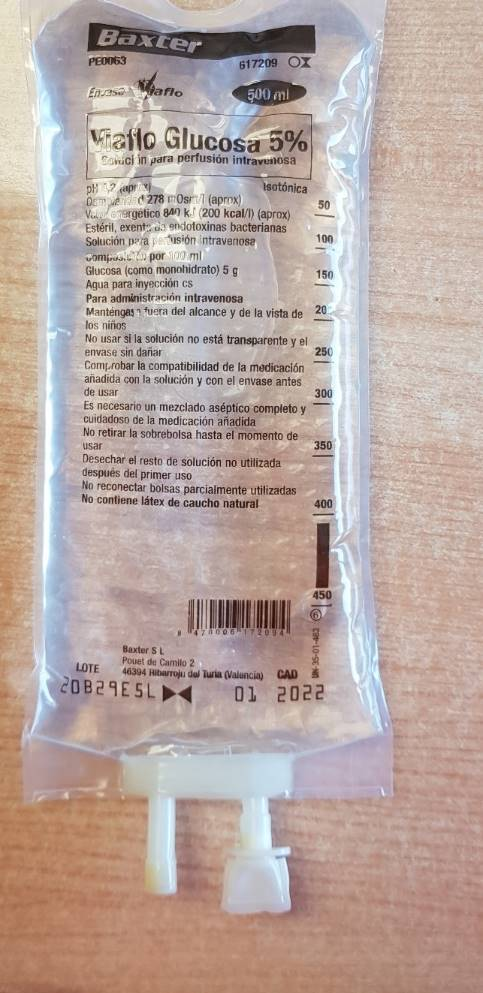 Baxter
PE0063 617209
Envase Viaflo 500 ml
Viaflo Glucosa 5%
Solución para perfusión intravenosa
pH 4,2 (aprox) Isotónica
Osmolaridad 278 mOsm/l (aprox)
Valor energetico 840 kJ (200 kcal/l) (aprox)
Estéril, exenta de endotoxinas bacterianas
Solución para perfusión intravenosa
Composición por 100 ml
Glucosa (como monohidrato) 5 g
Agua para inyección cs
Para administración intravenosa
Manténgase fuera del alcance y de la vista de
los niños
No usar si la solución no está transparente y el
envase sin dañar
Comprobar la compatibilidad de la medicación
añadida con la solución y con el envase antes
de usar
Es necesario un mezclado aséptico completo y
cuidadoso de la medicación añadida
No retirar la sobrebolsa hasta el momento de
usar
Desechar el resto de solución no utilizada
después del primer uso
No reconectar bolsas parcialmente utilizadas
No contiene látex de caucho natural
50
100
150
250
300
350
400
450
8 470006 172094
Baxter S L
Pouet de Camilo 2
46394 Ribarroja del Turia (Valencia)
LOTE CAD
20B29E5L 01 2022
35-01-463